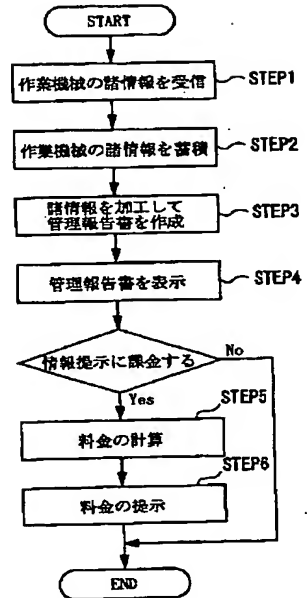 START
作業機械の諸情報を受信
STEP1
作業機械の諸情報を蓄積
STEP2
諸情報を加工して
管理報告書を作成
STEP3
管理報告書を表示
STEP4
情報提示に課金する
No
Yes
STEP5
料金の計算
STEP6
料金の提示
END